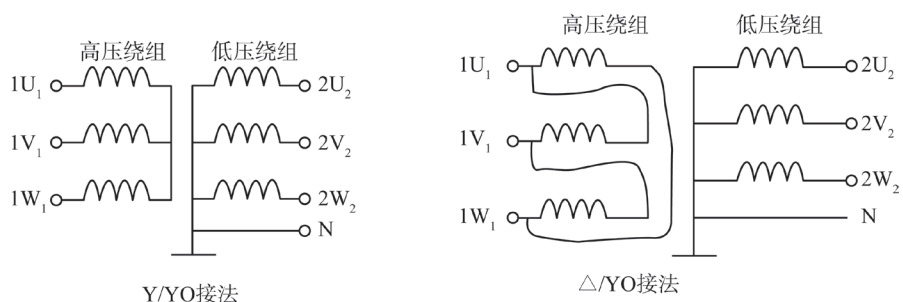 高压绕组 低压绕组
1U₁ 2U₂
1V₁ 2V₂
1W₁ 2W₂
N
Y/YO接法
高压绕组 低压绕组
1U₁ 2U₂
1V₁ 2V₂
1W₁ 2W₂
N
△/YO接法